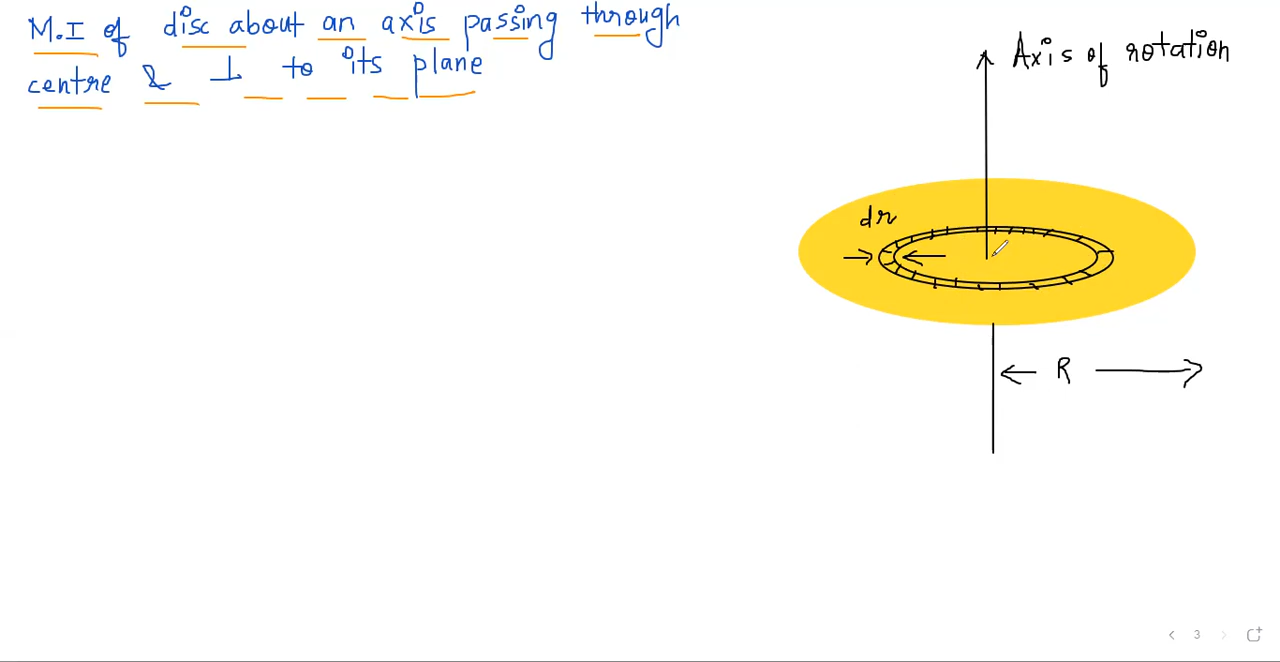 M.I of disc about an axis passing through
centre & ⊥ to its plane
Axis of rotation
dr
R
3